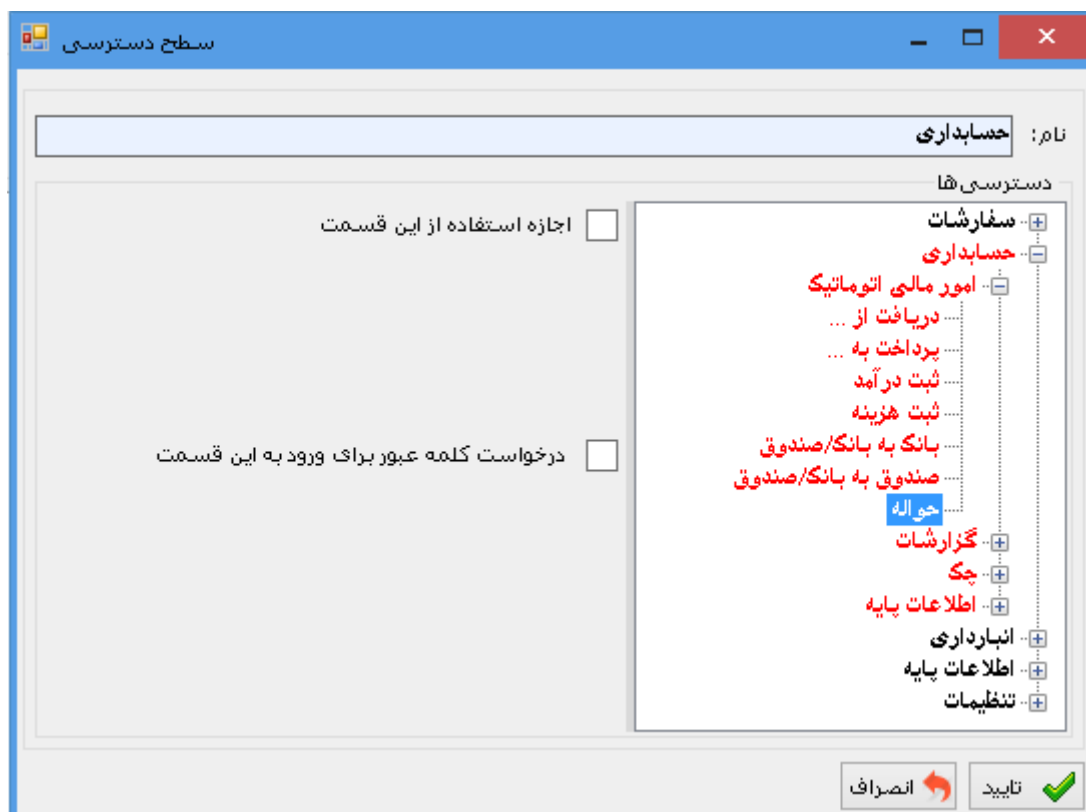 سطح دسترسی
نام: حسابداری
دسترسی‌ها
سفارشات
حسابداری
امور مالی اتوماتیک
دریافت از ...
پرداخت به ...
ثبت درآمد
ثبت هزینه
بانک به بانک/صندوق
صندوق به بانک/صندوق
حواله
گزارشات
چک
اطلاعات پایه
انبارداری
اطلاعات پایه
تنظیمات
اجازه استفاده از این قسمت
درخواست کلمه عبور برای ورود به این قسمت
تایید
انصراف